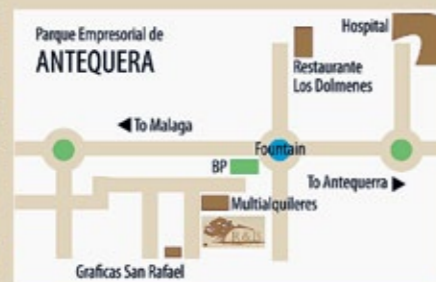 Parque Empresorial de
ANTEQUERA
Hospital
Restaurante
Los Dolmenes
◀To Malaga
Fountain
BP
To Antequerra ▶
Multialquileres
Graficas San Rafael